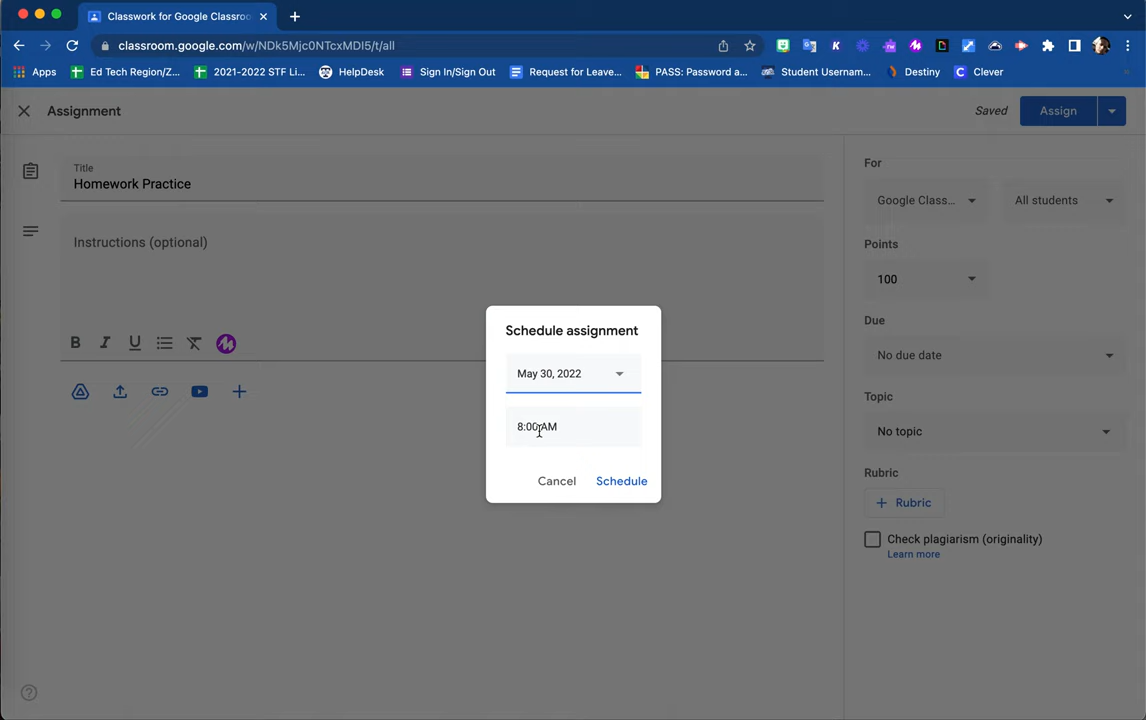 Classwork for Google Classroo
classroom.google.com/w/NDk5Mjc0NTcxMDI5/t/all
Apps
Ed Tech Region/Z...
2021-2022 STF Li...
HelpDesk
Sign In/Sign Out
Request for Leave...
PASS: Password a...
Student Usernam...
Destiny
Clever
Assignment
Saved
Assign
Title
Homework Practice
Instructions (optional)
B I U
For
Google Class...
All students
Points
100
Due
No due date
Topic
No topic
Rubric
+ Rubric
Check plagiarism (originality)
Learn more
Schedule assignment
May 30, 2022
8:00 AM
Cancel
Schedule